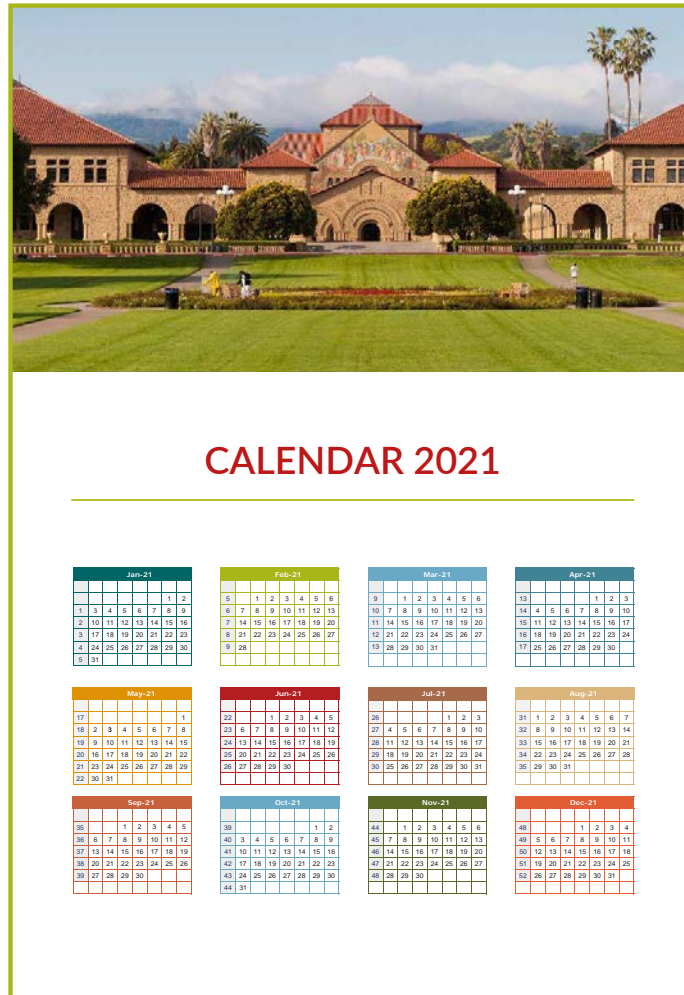 CALENDAR 2021
Jan-21
1 2
1 3 4 5 6 7 8 9
2 10 11 12 13 14 15 16
3 17 18 19 20 21 22 23
4 24 25 26 27 28 29 30
5 31
Feb-21
5 1 2 3 4 5 6
6 7 8 9 10 11 12 13
7 14 15 16 17 18 19 20
8 21 22 23 24 25 26 27
9 28
Mar-21
9 1 2 3 4 5 6
10 7 8 9 10 11 12 13
11 14 15 16 17 18 19 20
12 21 22 23 24 25 26 27
13 28 29 30 31
Apr-21
13 1 2 3
14 4 5 6 7 8 9 10
15 11 12 13 14 15 16 17
16 18 19 20 21 22 23 24
17 25 26 27 28 29 30
May-21
17 1
18 2 3 4 5 6 7 8
19 9 10 11 12 13 14 15
20 16 17 18 19 20 21 22
21 23 24 25 26 27 28 29
22 30 31
Jun-21
22 1 2 3 4 5
23 6 7 8 9 10 11 12
24 13 14 15 16 17 18 19
25 20 21 22 23 24 25 26
26 27 28 29 30
Jul-21
26 1 2 3
27 4 5 6 7 8 9 10
28 11 12 13 14 15 16 17
29 18 19 20 21 22 23 24
30 25 26 27 28 29 30 31
Aug-21
31 1 2 3 4 5 6 7
32 8 9 10 11 12 13 14
33 15 16 17 18 19 20 21
34 22 23 24 25 26 27 28
35 29 30 31
Sep-21
35 1 2 3 4 5
36 6 7 8 9 10 11 12
37 13 14 15 16 17 18 19
38 20 21 22 23 24 25 26
39 27 28 29 30
Oct-21
39 1 2
40 3 4 5 6 7 8 9
41 10 11 12 13 14 15 16
42 17 18 19 20 21 22 23
43 24 25 26 27 28 29 30
44 31
Nov-21
44 1 2 3 4 5 6
45 7 8 9 10 11 12 13
46 14 15 16 17 18 19 20
47 21 22 23 24 25 26 27
48 28 29 30
Dec-21
48 1 2 3 4
49 5 6 7 8 9 10 11
50 12 13 14 15 16 17 18
51 19 20 21 22 23 24 25
52 26 27 28 29 30 31